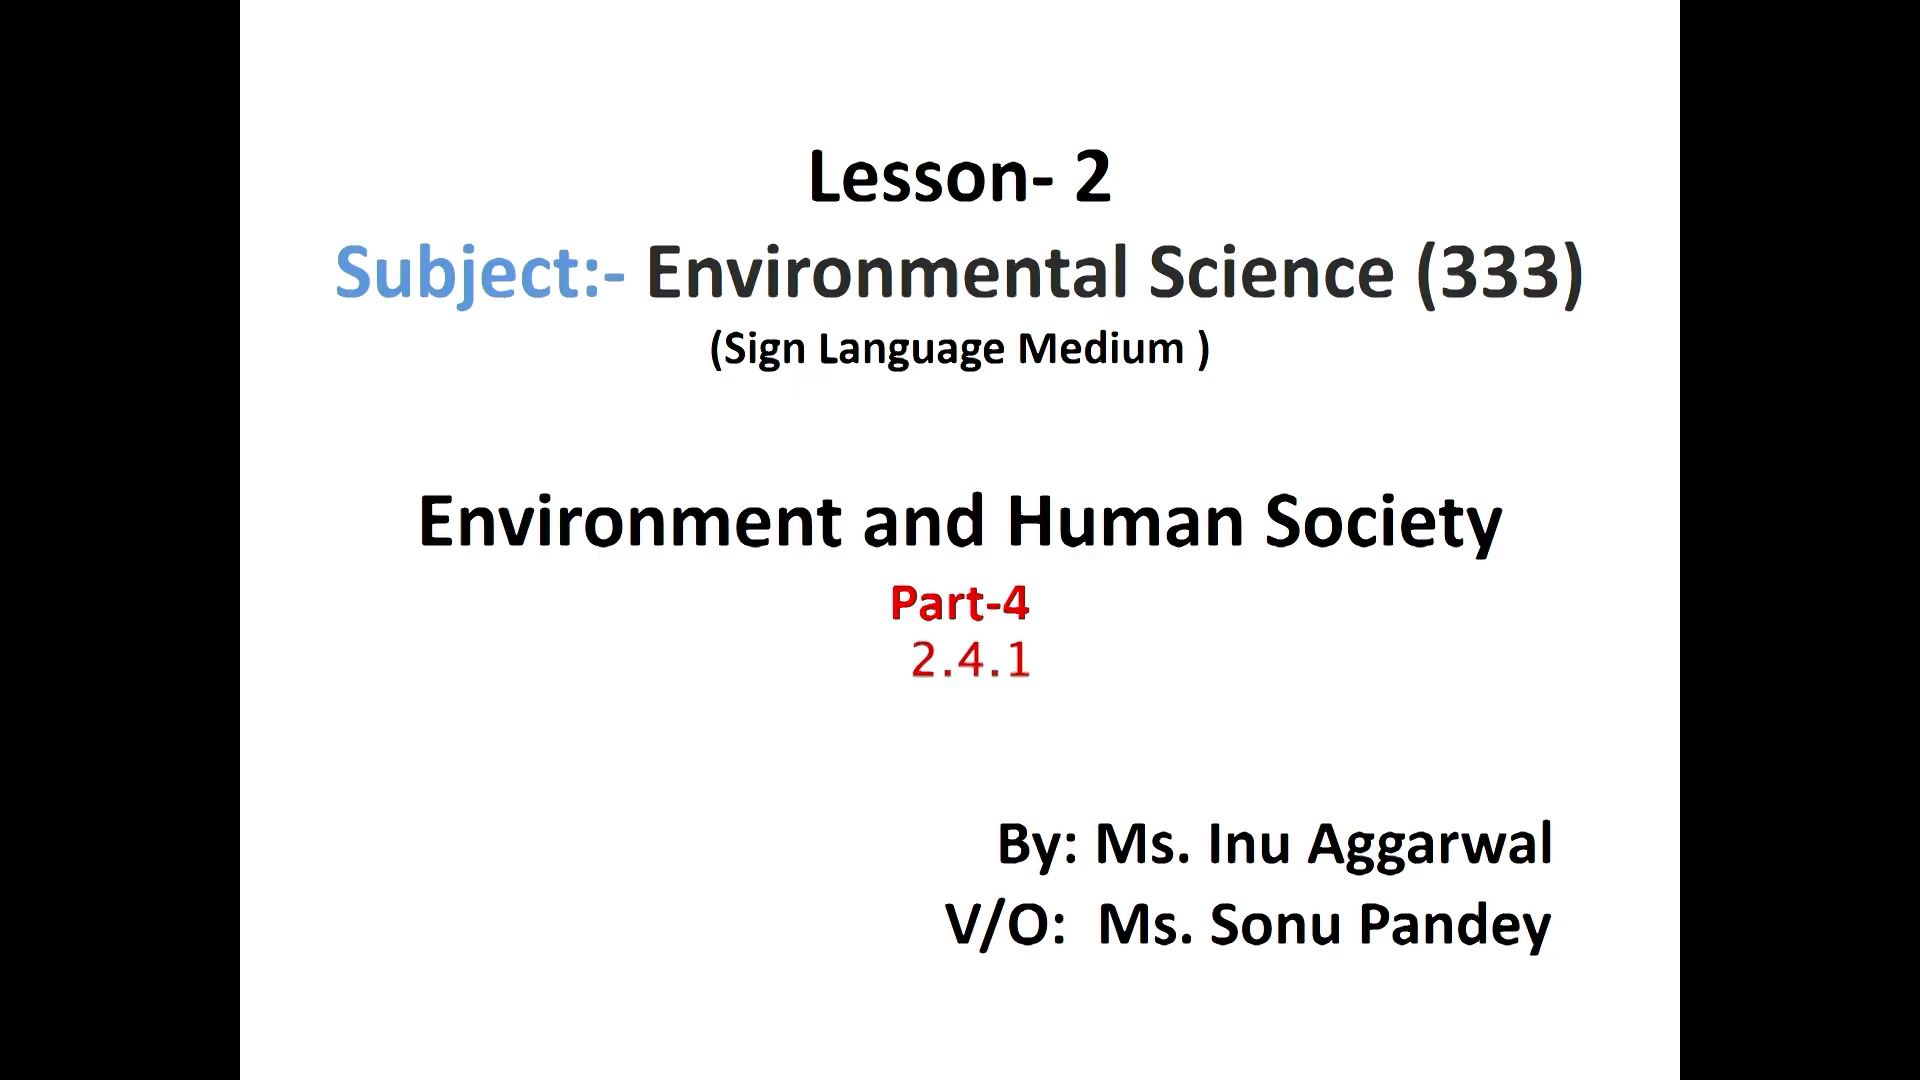 Lesson- 2
Subject:- Environmental Science (333)
(Sign Language Medium )
Environment and Human Society
Part-4
2.4.1
By: Ms. Inu Aggarwal
V/O: Ms. Sonu Pandey